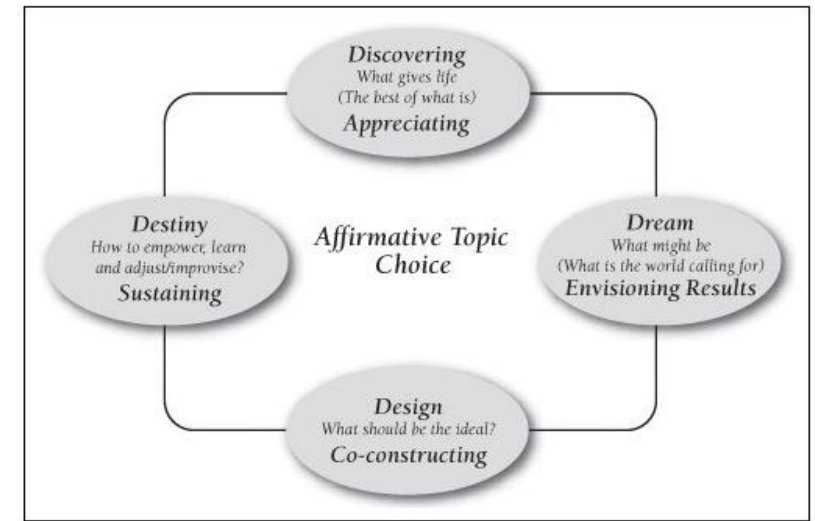 Discovering
What gives life
(The best of what is)
Appreciating
Destiny
How to empower, learn
and adjust/improvise?
Sustaining
Affirmative Topic
Choice
Dream
What might be
(What is the world calling for)
Envisioning Results
Design
What should be the ideal?
Co-constructing